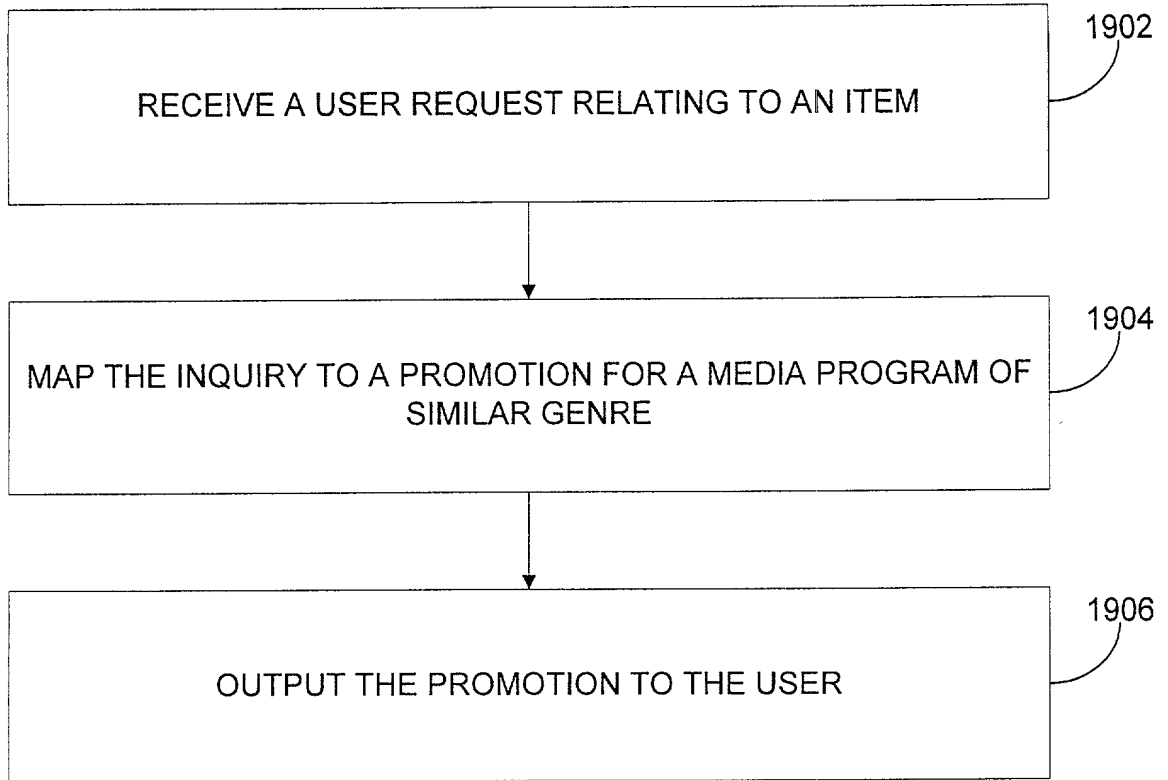 1902
RECEIVE A USER REQUEST RELATING TO AN ITEM
1904
MAP THE INQUIRY TO A PROMOTION FOR A MEDIA PROGRAM OF
SIMILAR GENRE
1906
OUTPUT THE PROMOTION TO THE USER